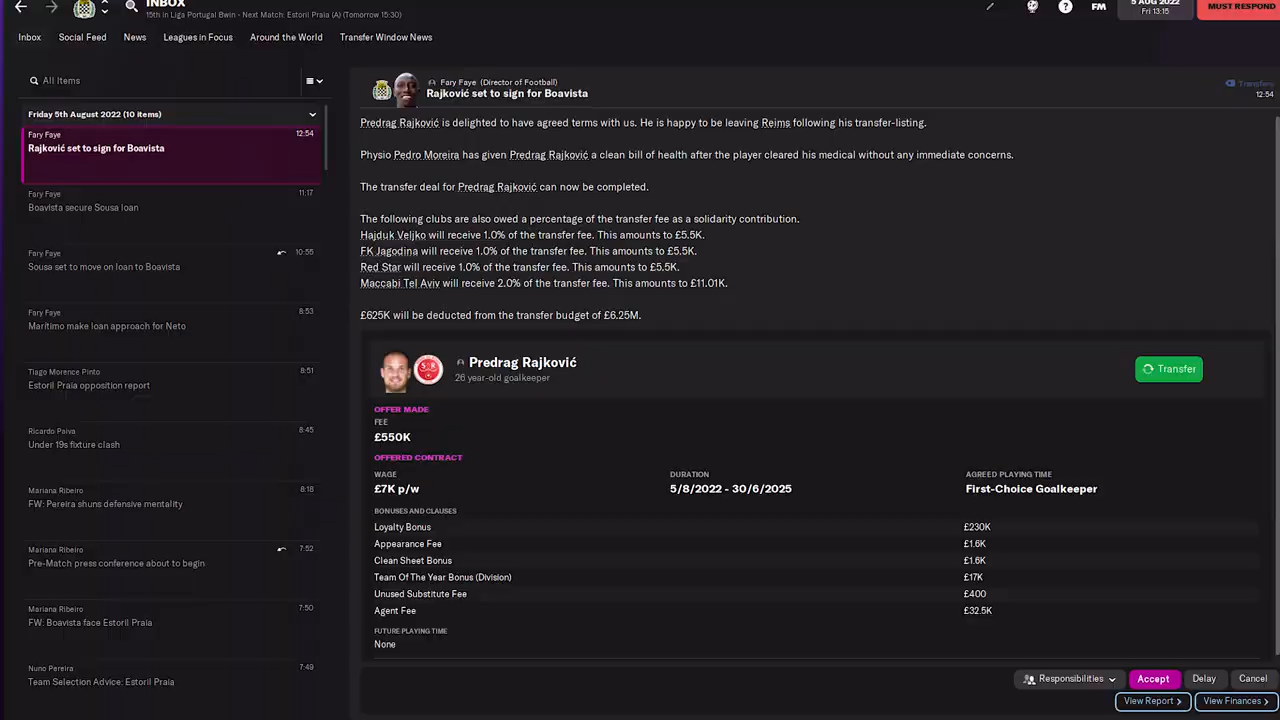 INBOX
15th in Liga Portugal Bwin - Next Match: Estoril Praia (A) (Tomorrow 15:30)
FM
5 AUG 2022
Fri 13:15
MUST RESPOND
Inbox
Social Feed
News
Leagues in Focus
Around the World
Transfer Window News
All Items
Friday 5th August 2022 (10 items)
Fary Faye 12:54
Rajković set to sign for Boavista
Fary Faye 11:17
Boavista secure Sousa loan
Fary Faye 10:55
Sousa set to move on loan to Boavista
Fary Faye 8:53
Marítimo make loan approach for Neto
Tiago Morence Pinto 8:51
Estoril Praia opposition report
Ricardo Paiva 8:45
Under 19s fixture clash
Mariana Ribeiro 8:18
FW: Pereira shuns defensive mentality
Mariana Ribeiro 7:52
Pre-Match press conference about to begin
Mariana Ribeiro 7:50
FW: Boavista face Estoril Praia
Nuno Pereira 7:49
Team Selection Advice: Estoril Praia
Fary Faye (Director of Football)
Rajković set to sign for Boavista
Transfers
12:54
Predrag Rajković is delighted to have agreed terms with us. He is happy to be leaving Reims following his transfer-listing.
Physio Pedro Moreira has given Predrag Rajković a clean bill of health after the player cleared his medical without any immediate concerns.
The transfer deal for Predrag Rajković can now be completed.
The following clubs are also owed a percentage of the transfer fee as a solidarity contribution.
Hajduk Veljko will receive 1.0% of the transfer fee. This amounts to £5.5K.
FK Jagodina will receive 1.0% of the transfer fee. This amounts to £5.5K.
Red Star will receive 1.0% of the transfer fee. This amounts to £5.5K.
Maccabi Tel Aviv will receive 2.0% of the transfer fee. This amounts to £11.01K.
£625K will be deducted from the transfer budget of £6.25M.
Predrag Rajković
26 year-old goalkeeper
Transfer
OFFER MADE
FEE
£550K
OFFERED CONTRACT
WAGE DURATION AGREED PLAYING TIME
£7K p/w 5/8/2022 - 30/6/2025 First-Choice Goalkeeper
BONUSES AND CLAUSES
Loyalty Bonus £230K
Appearance Fee £1.6K
Clean Sheet Bonus £1.6K
Team Of The Year Bonus (Division) £17K
Unused Substitute Fee £400
Agent Fee £32.5K
FUTURE PLAYING TIME
None
Responsibilities Accept Delay Cancel
View Report View Finances